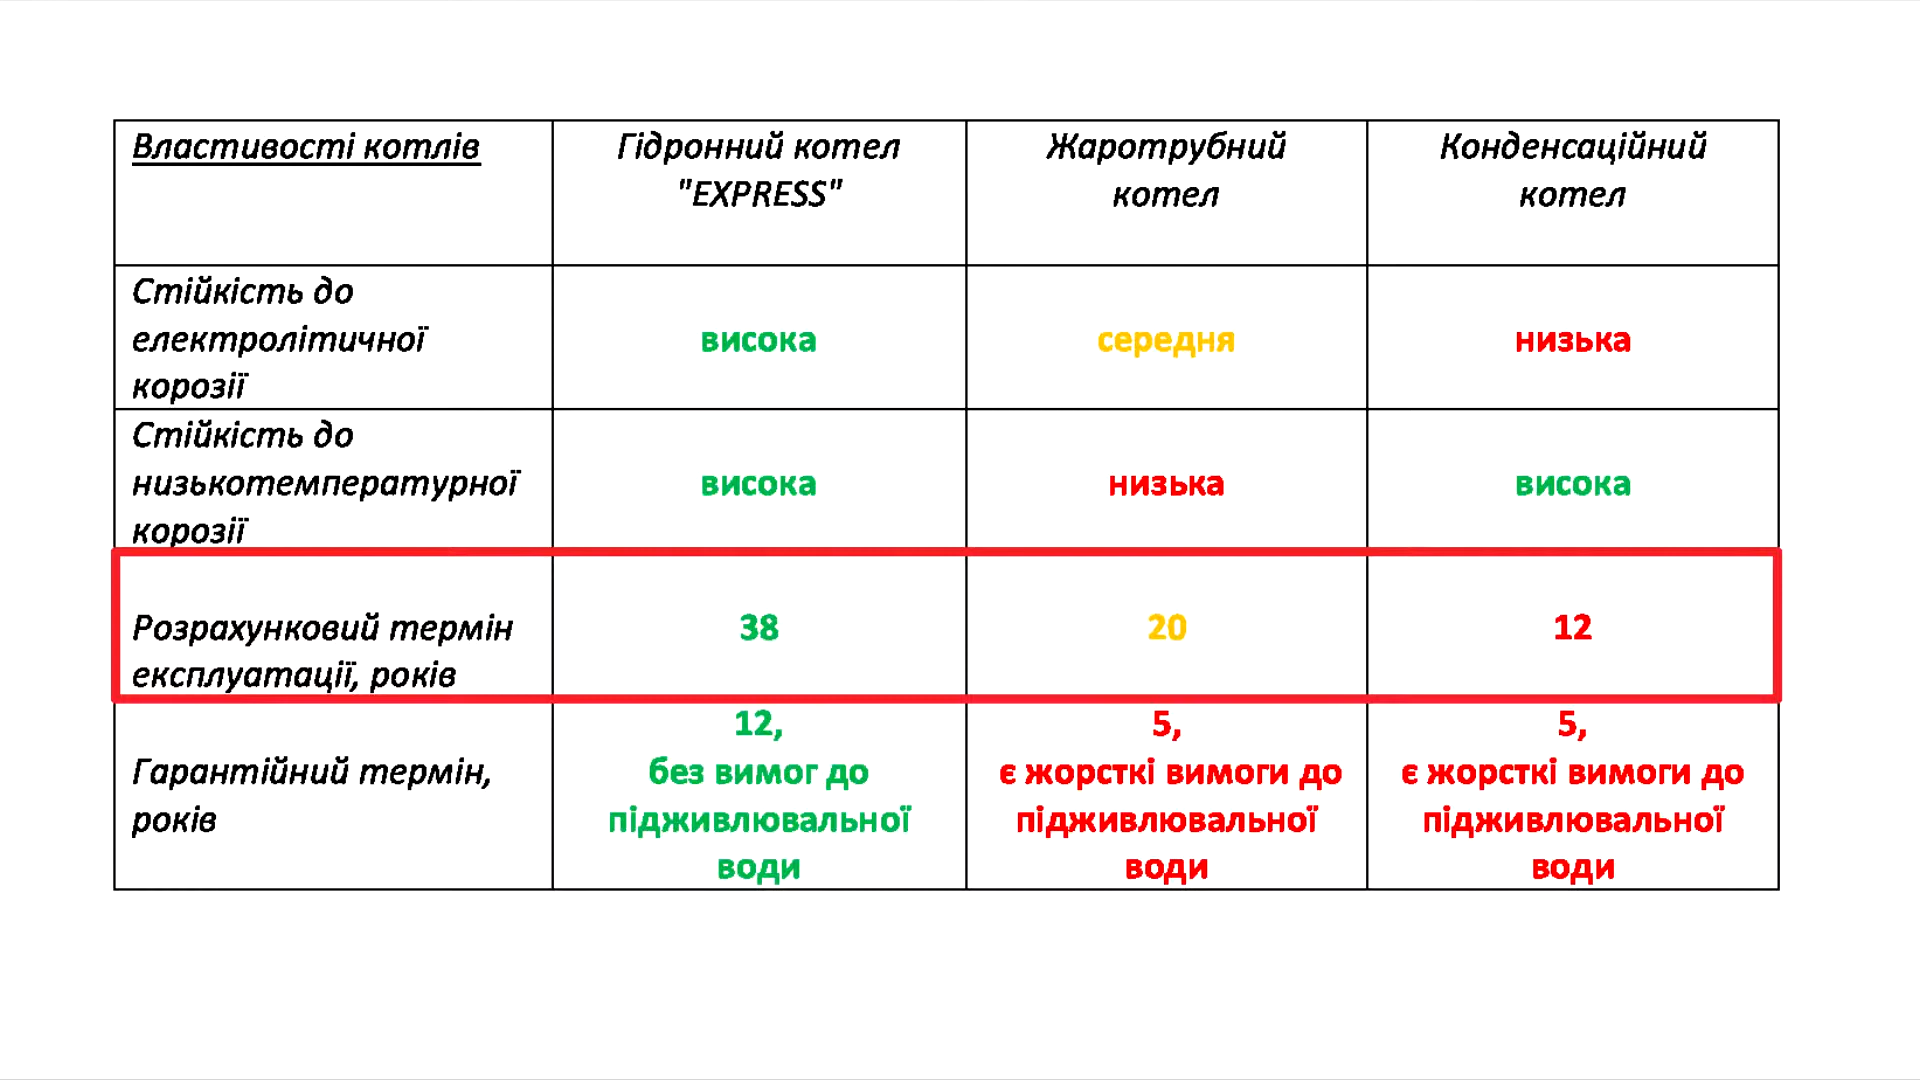 Властивості котлів
Гідронний котел
"EXPRESS"
Жаротрубний
котел
Конденсаційний
котел
Стійкість до
електролітичної
корозії
висока
середня
низька
Стійкість до
низькотемпературної
корозії
висока
низька
висока
Розрахунковий термін
експлуатації, років
38
20
12
Гарантійний термін,
років
12,
без вимог до
підживлювальної
води
5,
є жорсткі вимоги до
підживлювальної
води
5,
є жорсткі вимоги до
підживлювальної
води